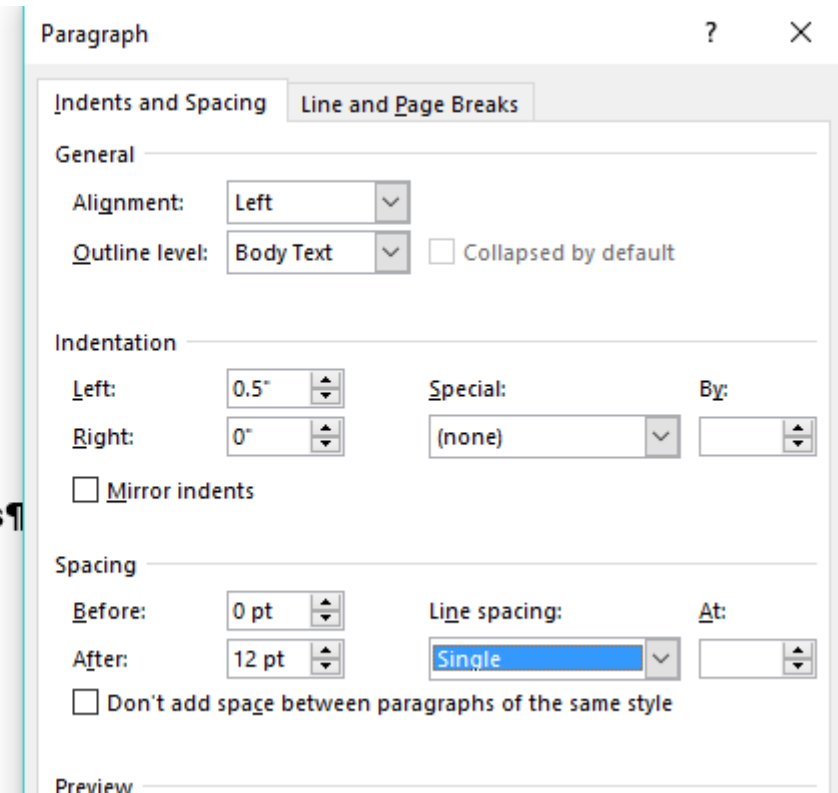 Paragraph ? ×
Indents and Spacing Line and Page Breaks
General
Alignment: Left
Outline level: Body Text Collapsed by default
Indentation
Left: 0.5" Special: By:
Right: 0" (none)
Mirror indents
s¶
Spacing
Before: 0 pt Line spacing: At:
After: 12 pt Single
Don't add space between paragraphs of the same style
Preview